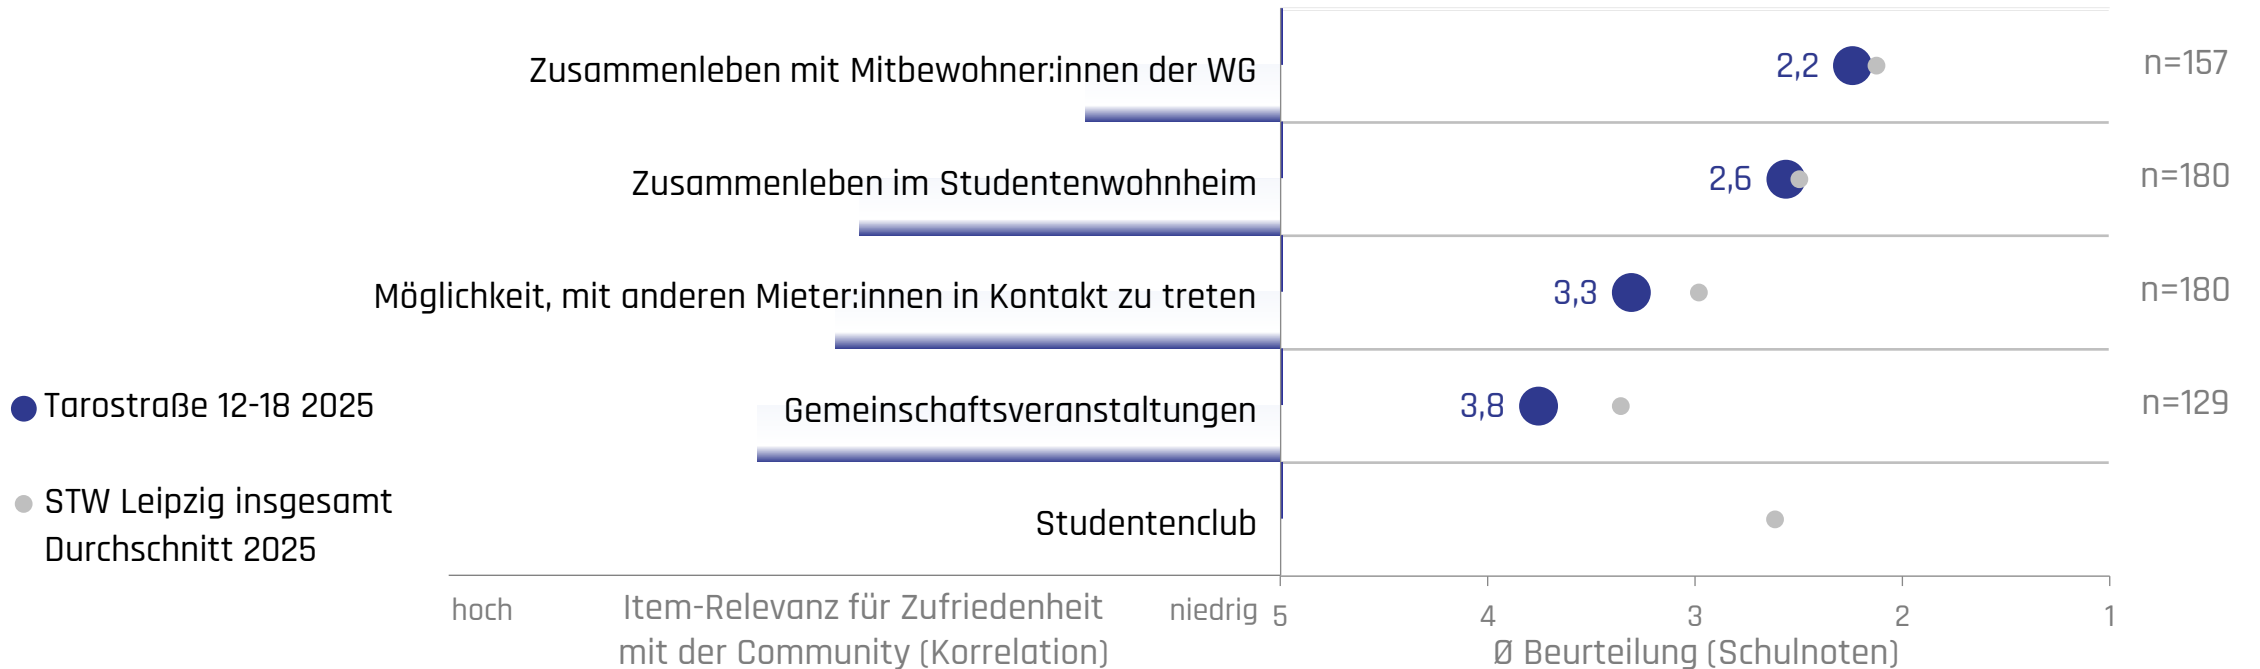 Zusammenleben mit Mitbewohner:innen der WG
2,2
n=157
Zusammenleben im Studentenwohnheim
2,6
n=180
Möglichkeit, mit anderen Mieter:innen in Kontakt zu treten
3,3
n=180
Gemeinschaftsveranstaltungen
3,8
n=129
Studentenclub
Tarostraße 12-18 2025
STW Leipzig insgesamt
Durchschnitt 2025
hoch
Item-Relevanz für Zufriedenheit
mit der Community (Korrelation)
niedrig
5 4 3 2 1
Ø Beurteilung (Schulnoten)